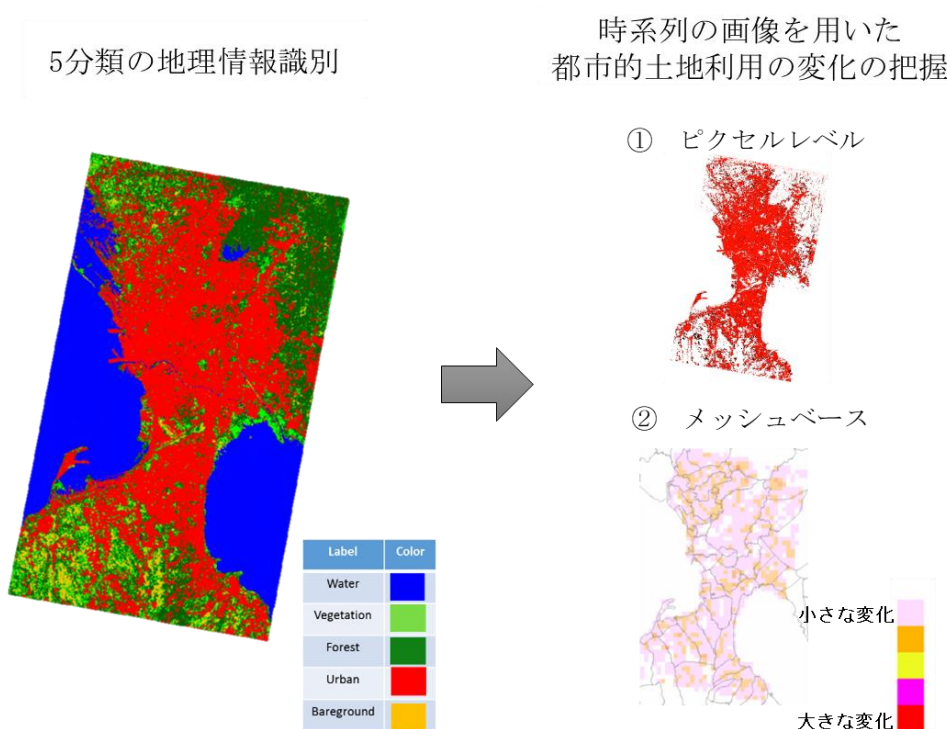 5分類の地理情報識別
時系列の画像を用いた
都市的土地利用の変化の把握
① ピクセルレベル
② メッシュベース
Label Color
Water
Vegetation
Forest
Urban
Bareground
小さな変化
大きな変化